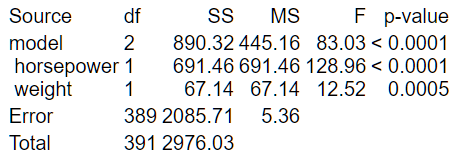 Source df SS MS F p-value
model 2 890.32 445.16 83.03 < 0.0001
horsepower 1 691.46 691.46 128.96 < 0.0001
weight 1 67.14 67.14 12.52 0.0005
Error 389 2085.71 5.36
Total 391 2976.03